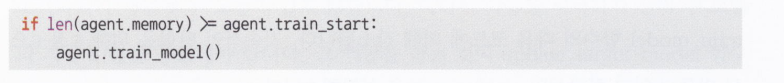 if len(agent.memory) >= agent.train_start:
    agent.train_model()